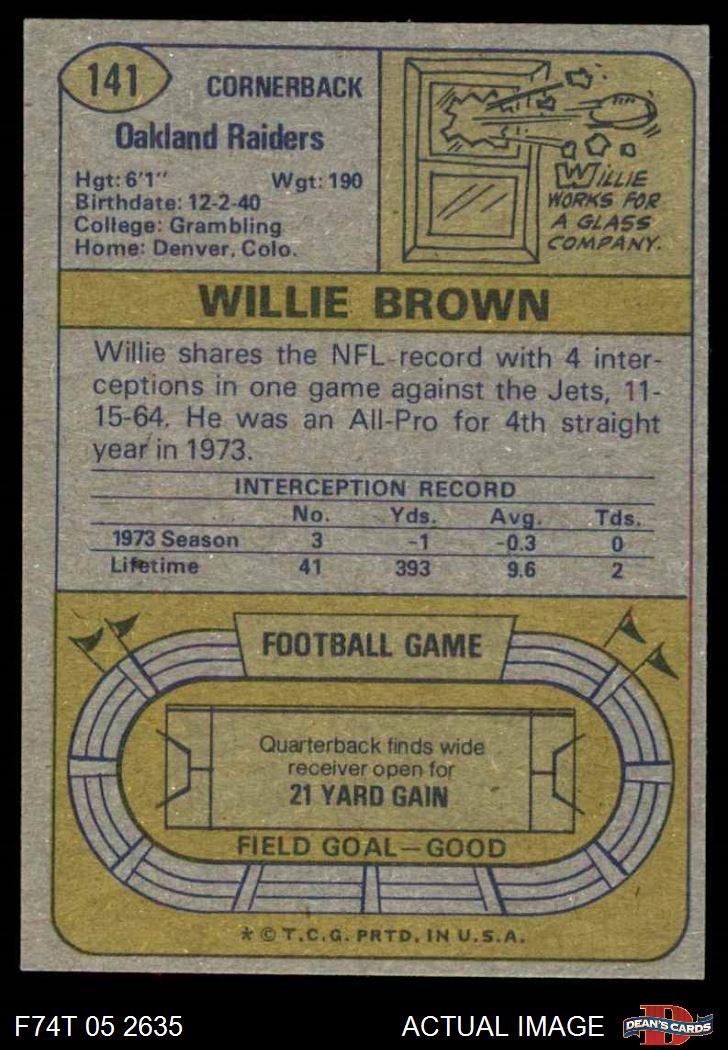 141
CORNERBACK
Oakland Raiders
Hgt: 6'1" Wgt: 190
Birthdate: 12-2-40
College: Grambling
Home: Denver, Colo.
WILLIE
WORKS FOR
A GLASS
COMPANY.
WILLIE BROWN
Willie shares the NFL record with 4 inter-
ceptions in one game against the Jets, 11-
15-64. He was an All-Pro for 4th straight
year in 1973.
INTERCEPTION RECORD
No. Yds. Avg. Tds.
1973 Season 3 -1 -0.3 0
Lifetime 41 393 9.6 2
FOOTBALL GAME
Quarterback finds wide
receiver open for
21 YARD GAIN
FIELD GOAL—GOOD
* © T.C.G. PRTD. IN U.S.A.
F74T 05 2635 ACTUAL IMAGE
D
DEAN'S CARDS